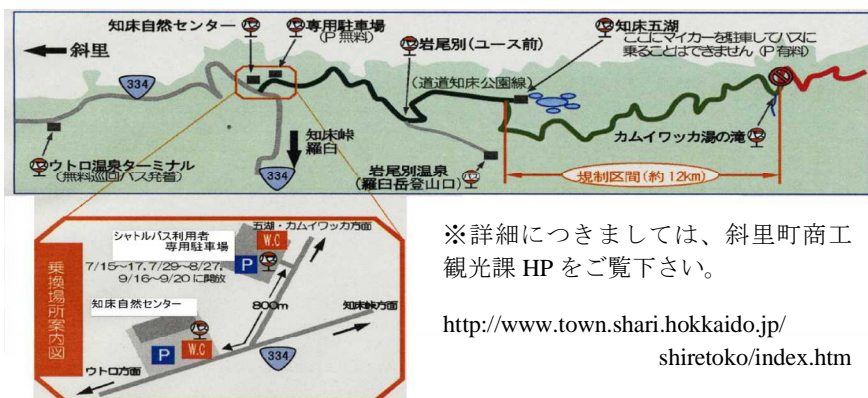 知床自然センター
専用駐車場
(P 無料)
岩尾別(ユース前)
知床五湖
ここにマイカーを駐車してバスに
乗ることはできません(P有料)
斜里
334
(道道知床公園線)
知床峠
羅臼
334
ウトロ温泉ターミナル
(無料巡回バス発着)
岩尾別温泉
(羅臼岳登山口)
カムイワッカ湯の滝
規制区間(約12km)
乗換場所案内図
シャトルバス利用者
専用駐車場
7/15~17、7/29~8/27、
9/16~9/20に開放
五湖・カムイワッカ方面
W.C
P
800m
知床峠方面
知床自然センター
P
W.C
334
ウトロ方面
※詳細につきましては、斜里町商工
観光課 HP をご覧下さい。
http://www.town.shari.hokkaido.jp/
shiretoko/index.htm